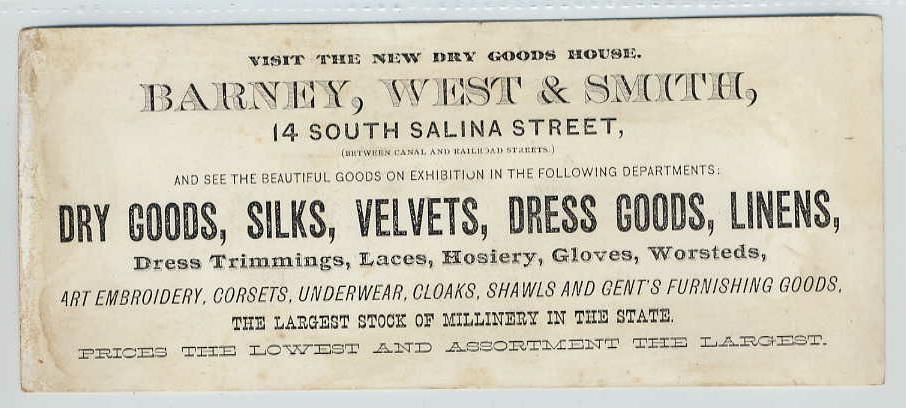 VISIT THE NEW DRY GOODS HOUSE.
BARNEY, WEST & SMITH,
14 SOUTH SALINA STREET,
(BETWEEN CANAL AND RAILROAD STREETS.)
AND SEE THE BEAUTIFUL GOODS ON EXHIBITION IN THE FOLLOWING DEPARTMENTS:
DRY GOODS, SILKS, VELVETS, DRESS GOODS, LINENS,
Dress Trimmings, Laces, Hosiery, Gloves, Worsteds,
ART EMBROIDERY, CORSETS, UNDERWEAR, CLOAKS, SHAWLS AND GENT'S FURNISHING GOODS,
THE LARGEST STOCK OF MILLINERY IN THE STATE.
PRICES THE LOWEST AND ASSORTMENT THE LARGEST.